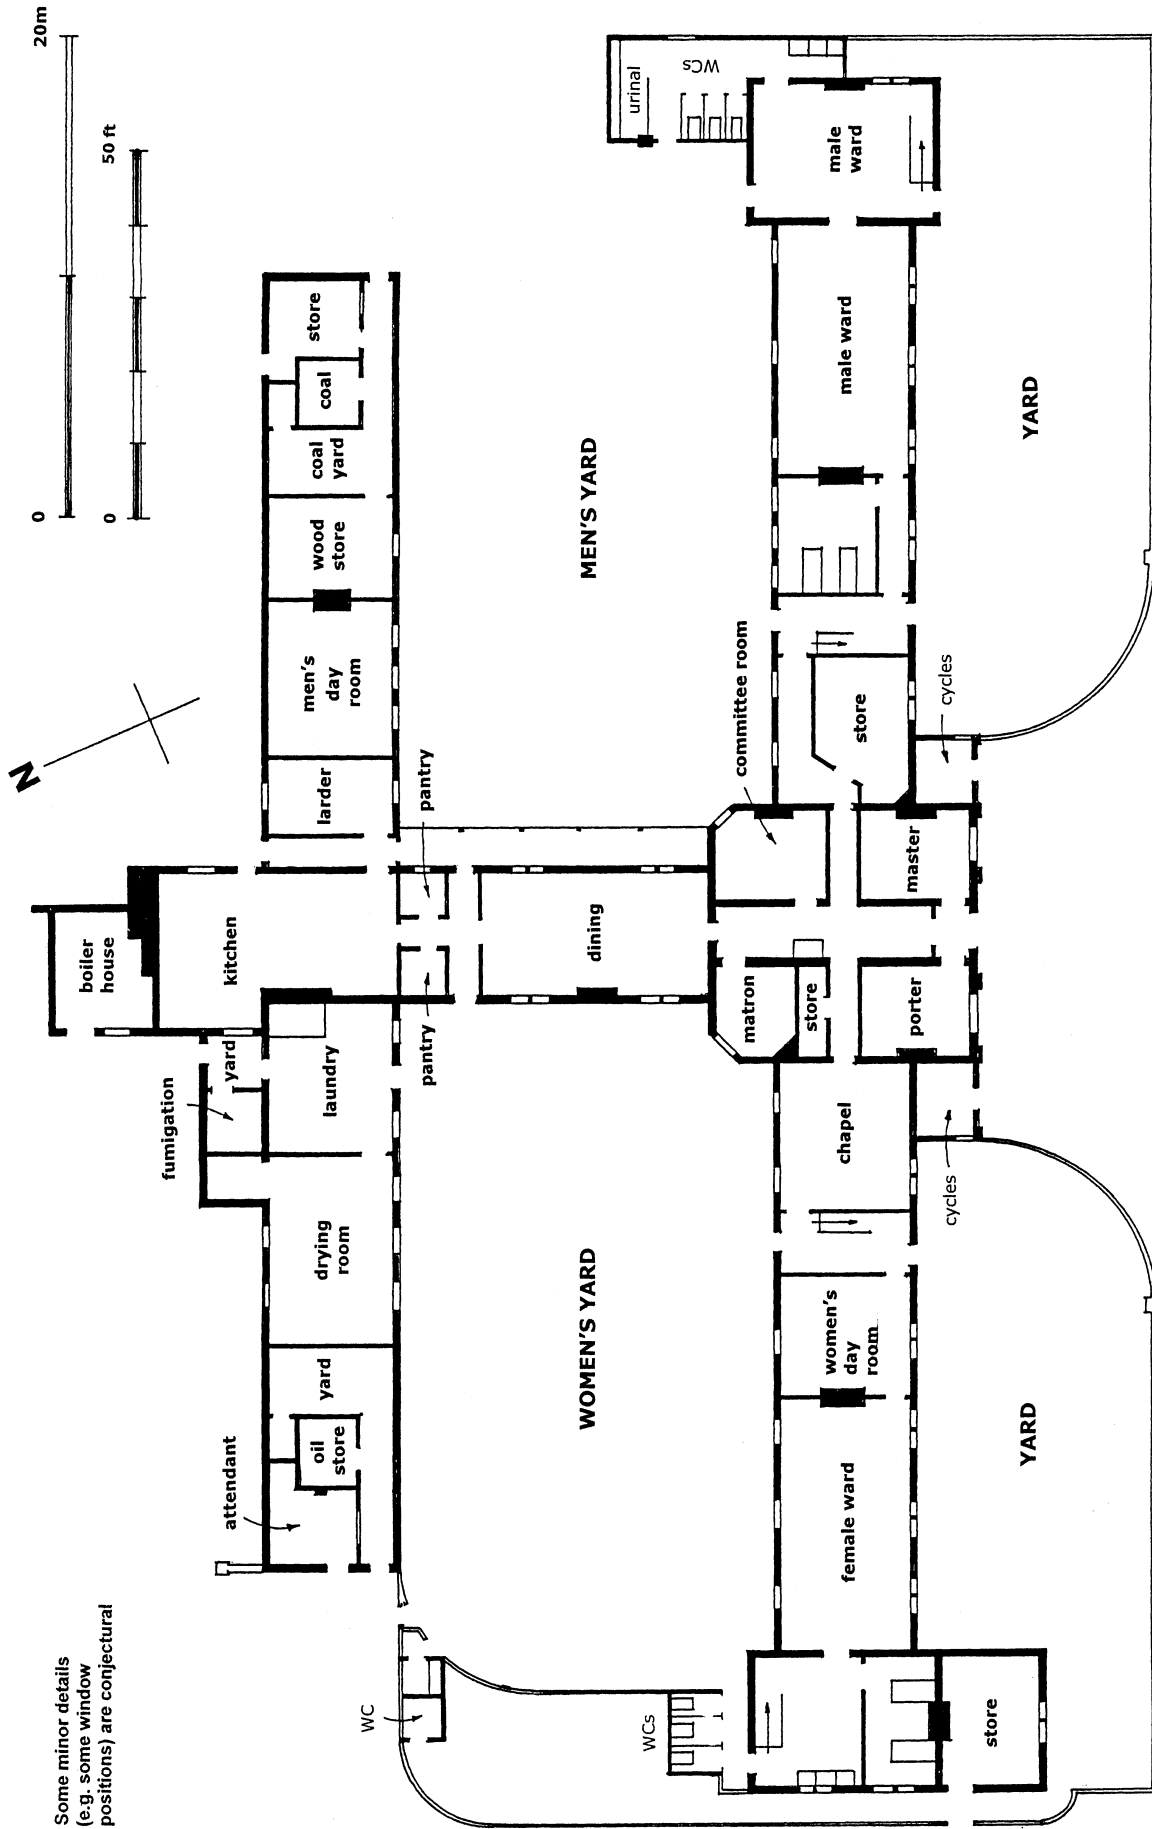 Some minor details
(e.g. some window
positions) are conjectural
0
20m
0
50 ft
N
boiler
house
kitchen
yard
fumigation
laundry
drying
room
yard
oil
store
attendant
larder
men's
day
room
wood
store
coal
yard
coal
store
pantry
pantry
dining
WC
WCs
WOMEN'S YARD
MEN'S YARD
urinal
WCs
male
ward
male ward
committee room
store
cycles
master
matron
store
porter
chapel
cycles
women's
day
room
female ward
store
YARD
YARD